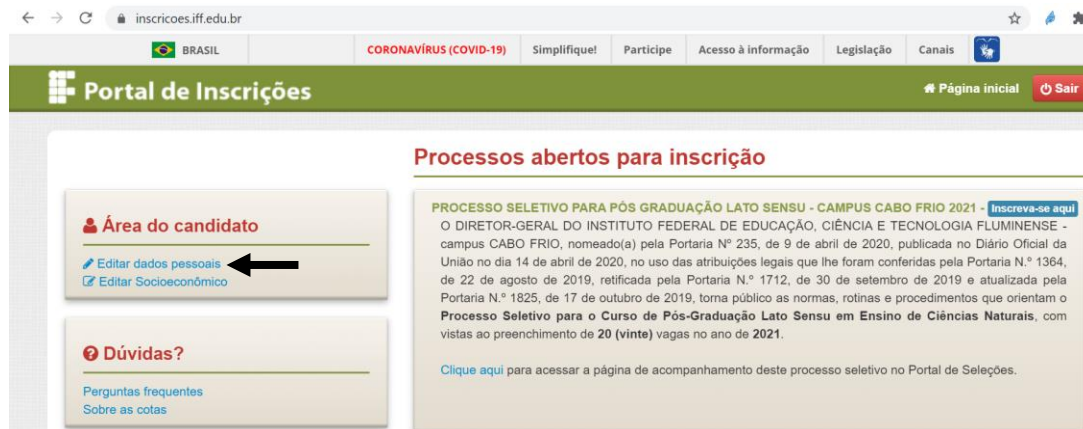 inscricoes.iff.edu.br
BRASIL CORONAVÍRUS (COVID-19) Simplifique! Participe Acesso à informação Legislação Canais
Portal de Inscrições Página inicial Sair
Processos abertos para inscrição
Área do candidato
Editar dados pessoais
Editar Socioeconômico
Dúvidas?
Perguntas frequentes
Sobre as cotas
PROCESSO SELETIVO PARA PÓS GRADUAÇÃO LATO SENSU - CAMPUS CABO FRIO 2021 - Inscreva-se aqui
O DIRETOR-GERAL DO INSTITUTO FEDERAL DE EDUCAÇÃO, CIÊNCIA E TECNOLOGIA FLUMINENSE -
campus CABO FRIO, nomeado(a) pela Portaria Nº 235, de 9 de abril de 2020, publicada no Diário Oficial da
União no dia 14 de abril de 2020, no uso das atribuições legais que lhe foram conferidas pela Portaria N.º 1364,
de 22 de agosto de 2019, retificada pela Portaria N.º 1712, de 30 de setembro de 2019 e atualizada pela
Portaria N.º 1825, de 17 de outubro de 2019, torna público as normas, rotinas e procedimentos que orientam o
Processo Seletivo para o Curso de Pós-Graduação Lato Sensu em Ensino de Ciências Naturais, com
vistas ao preenchimento de 20 (vinte) vagas no ano de 2021.
Clique aqui para acessar a página de acompanhamento deste processo seletivo no Portal de Seleções.